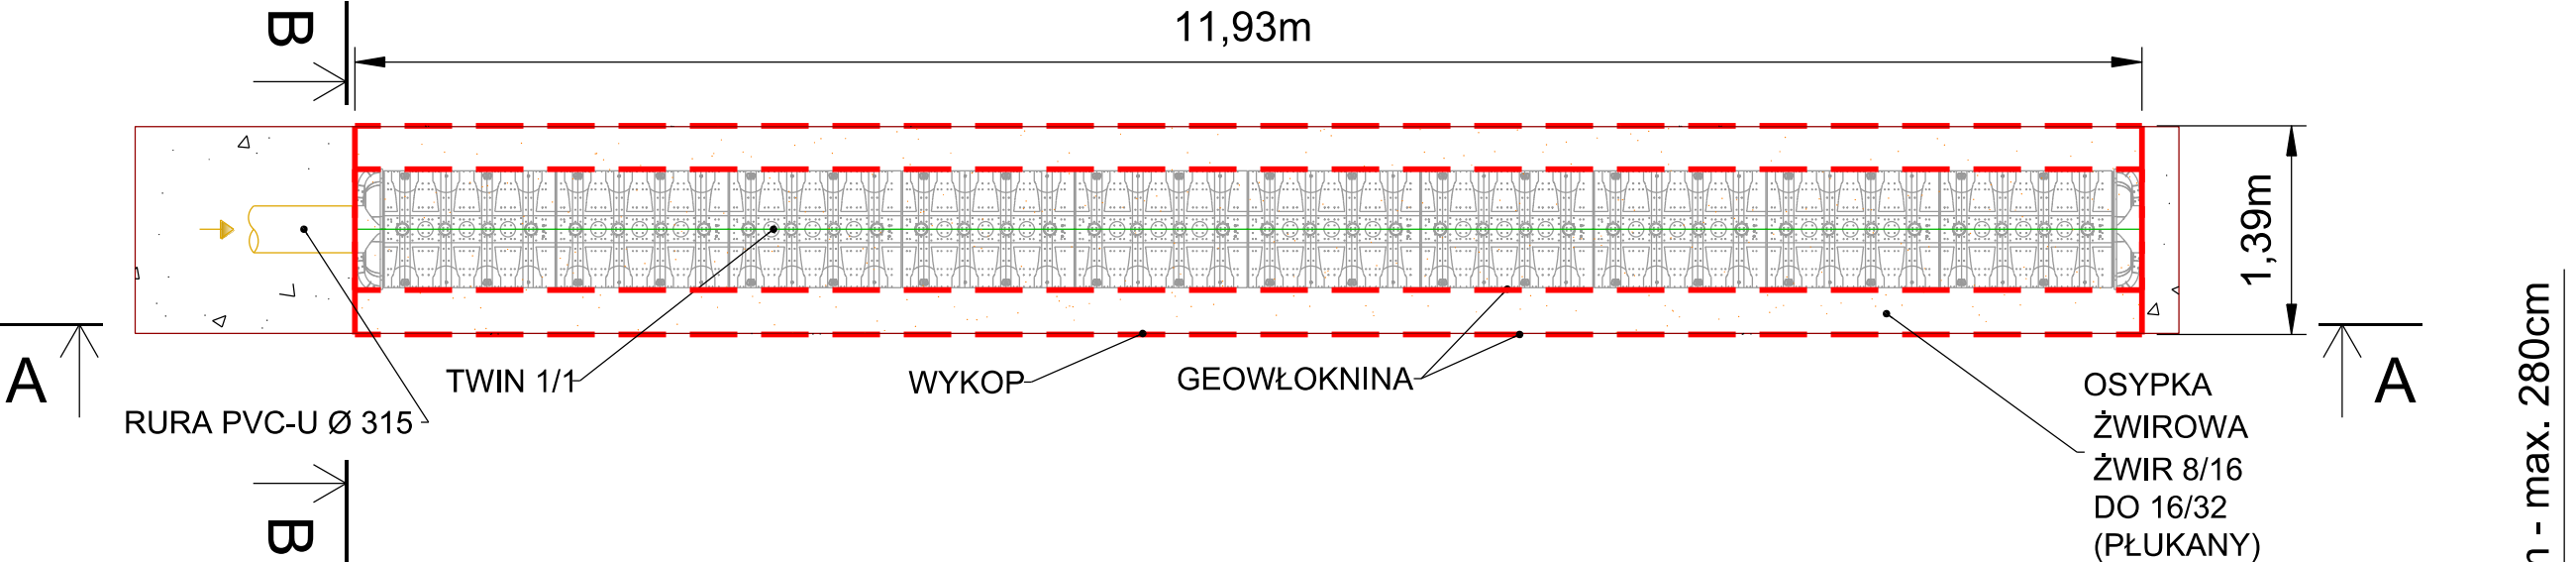 B
11,93m
1,39m
A
TWIN 1/1
WYKOP
GEOWŁOKNINA
RURA PVC-U Ø 315
OSYPKA
ŻWIROWA
ŻWIR 8/16
DO 16/32
(PŁUKANY)
A
B
- max. 280cm